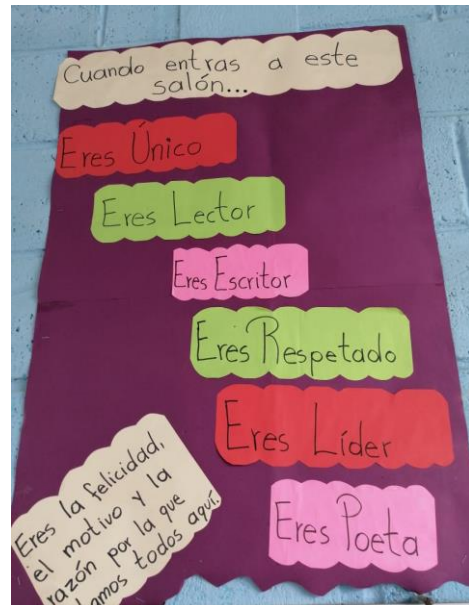 Cuando entras a este
salón...
Eres Único
Eres Lector
Eres Escritor
Eres Respetado
Eres Líder
Eres Poeta
Eres la felicidad,
el motivo y la
razón por la que
todos aquí.